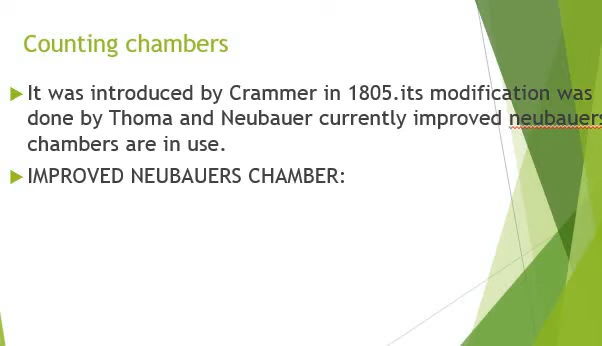 Counting chambers
It was introduced by Crammer in 1805.its modification was
done by Thoma and Neubauer currently improved neubauers
chambers are in use.
IMPROVED NEUBAUERS CHAMBER: